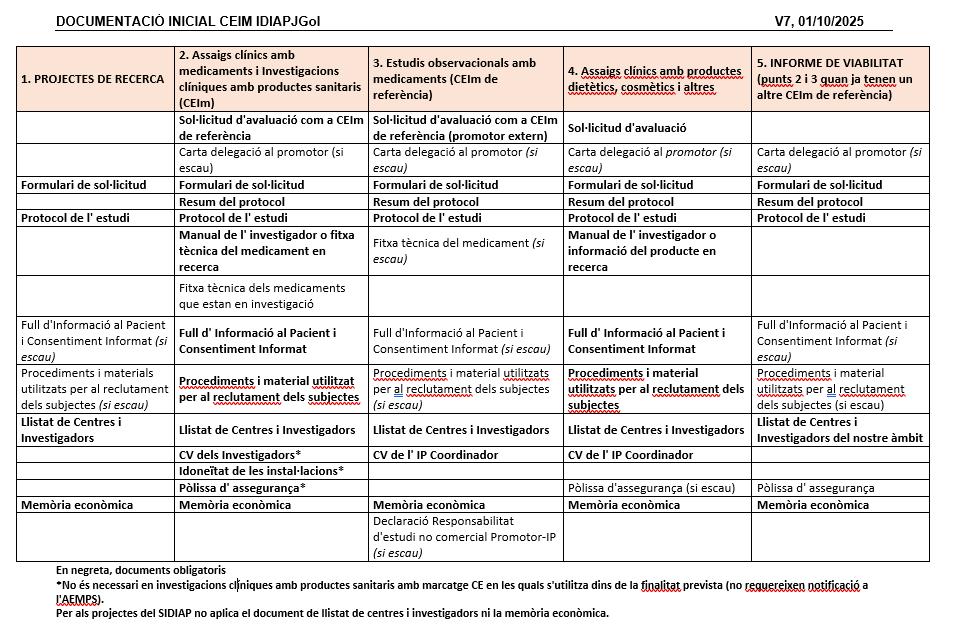 DOCUMENTACIÓ INICIAL CEIM IDIAPJGol V7, 01/10/2025
1. PROJECTES DE RECERCA
2. Assaigs clínics amb
medicaments i Investigacions
clíniques amb productes sanitaris
(CEIm)
3. Estudis observacionals amb
medicaments (CEIm de
referència)
4. Assaigs clínics amb productes
dietètics, cosmètics i altres
5. INFORME DE VIABILITAT
(punts 2 i 3 quan ja tenen un
altre CEIm de referència)
Sol·licitud d'avaluació com a CEIm
de referència
Sol·licitud d'avaluació com a CEIm
de referència (promotor extern)
Sol·licitud d'avaluació
Carta delegació al promotor (si
escau)
Carta delegació al promotor (si
escau)
Carta delegació al promotor (si
escau)
Carta delegació al promotor (si
escau)
Formulari de sol·licitud
Formulari de sol·licitud
Formulari de sol·licitud
Formulari de sol·licitud
Formulari de sol·licitud
Resum del protocol
Resum del protocol
Resum del protocol
Resum del protocol
Protocol de l' estudi
Protocol de l' estudi
Protocol de l' estudi
Protocol de l' estudi
Protocol de l' estudi
Manual de l' investigador o fitxa
tècnica del medicament en
recerca
Fitxa tècnica del medicament (si
escau)
Manual de l' investigador o
informació del producte en
recerca
Fitxa tècnica dels medicaments
que estan en investigació
Full d'Informació al Pacient
i Consentiment Informat (si
escau)
Full d' Informació al Pacient i
Consentiment Informat
Full d'Informació al Pacient i
Consentiment Informat (si escau)
Full d' Informació al Pacient i
Consentiment Informat
Full d'Informació al Pacient i
Consentiment Informat (si
escau)
Procediments i materials
utilitzats per al reclutament
dels subjectes (si escau)
Procediments i material utilitzat
per al reclutament dels subjectes
Procediments i material utilitzats
per al reclutament dels subjectes
(si escau)
Procediments i material
utilitzats per al reclutament dels
subjectes
Procediments i material
utilitzats per al reclutament
dels subjectes (si escau)
Llistat de Centres i
Investigadors
Llistat de Centres i Investigadors
Llistat de Centres i Investigadors
Llistat de Centres i Investigadors
Llistat de Centres i
Investigadors del nostre àmbit
CV dels Investigadors*
CV de l' IP Coordinador
CV de l' IP Coordinador
Idoneïtat de les instal·lacions*
Pòlissa d' assegurança*
Pòlissa d'assegurança (si escau)
Pòlissa d' assegurança
Memòria econòmica
Memòria econòmica
Memòria econòmica
Memòria econòmica
Memòria econòmica
Declaració Responsabilitat
d'estudi no comercial Promotor-IP
(si escau)
En negreta, documents obligatoris
*No és necessari en investigacions clíniques amb productes sanitaris amb marcatge CE en les quals s'utilitza dins de la finalitat prevista (no requereixen notificació a
l'AEMPS).
Per als projectes del SIDIAP no aplica el document de llistat de centres i investigadors ni la memòria econòmica.